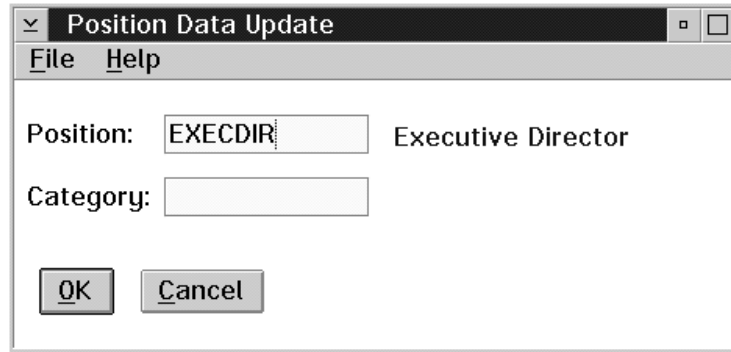 Position Data Update
File Help
Position: EXECDIR Executive Director
Category:
OK Cancel